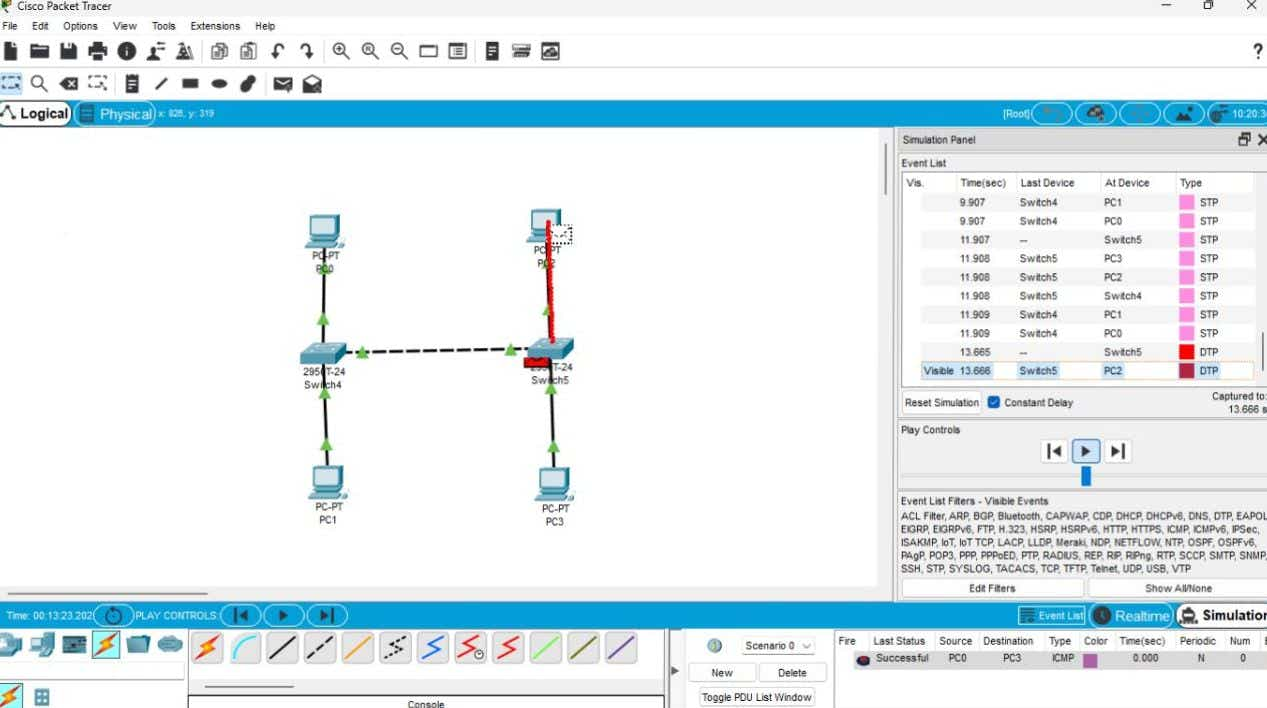 Cisco Packet Tracer
File Edit Options View Tools Extensions Help
?
Logical Physical x: 828, y: 319 [Root] 10:20:3
Simulation Panel
Event List
Vis. Time(sec) Last Device At Device Type
9.907 Switch4 PC1 STP
9.907 Switch4 PC0 STP
11.907 -- Switch5 STP
11.908 Switch5 PC3 STP
11.908 Switch5 PC2 STP
11.908 Switch5 Switch4 STP
11.909 Switch4 PC1 STP
11.909 Switch4 PC0 STP
13.665 -- Switch5 DTP
Visible 13.666 Switch5 PC2 DTP
Reset Simulation Constant Delay Captured to:
13.666 s
Play Controls
Event List Filters - Visible Events
ACL Filter, ARP, BGP, Bluetooth, CAPWAP, CDP, DHCP, DHCPv6, DNS, DTP, EAPOL
EIGRP, EIGRPv6, FTP, H.323, HSRP, HSRPv6, HTTP, HTTPS, ICMP, ICMPv6, IPSec,
ISAKMP, IoT, IoT TCP, LACP, LLDP, Meraki, NDP, NETFLOW, NTP, OSPF, OSPFv6,
PAgP, POP3, PPP, PPPoED, PTP, RADIUS, REP, RIP, RIPng, RTP, SCCP, SMTP, SNMP,
SSH, STP, SYSLOG, TACACS, TCP, TFTP, Telnet, UDP, USB, VTP
Edit Filters Show All/None
PC-PT
PC0
PC-PT
PC2
2950T-24
Switch4
2950T-24
Switch5
PC-PT
PC1
PC-PT
PC3
Time: 00:13:23.202 PLAY CONTROLS: Event List Realtime Simulation
Scenario 0
New Delete
Toggle PDU List Window
Fire Last Status Source Destination Type Color Time(sec) Periodic Num
Successful PC0 PC3 ICMP 0.000 N 0
Console